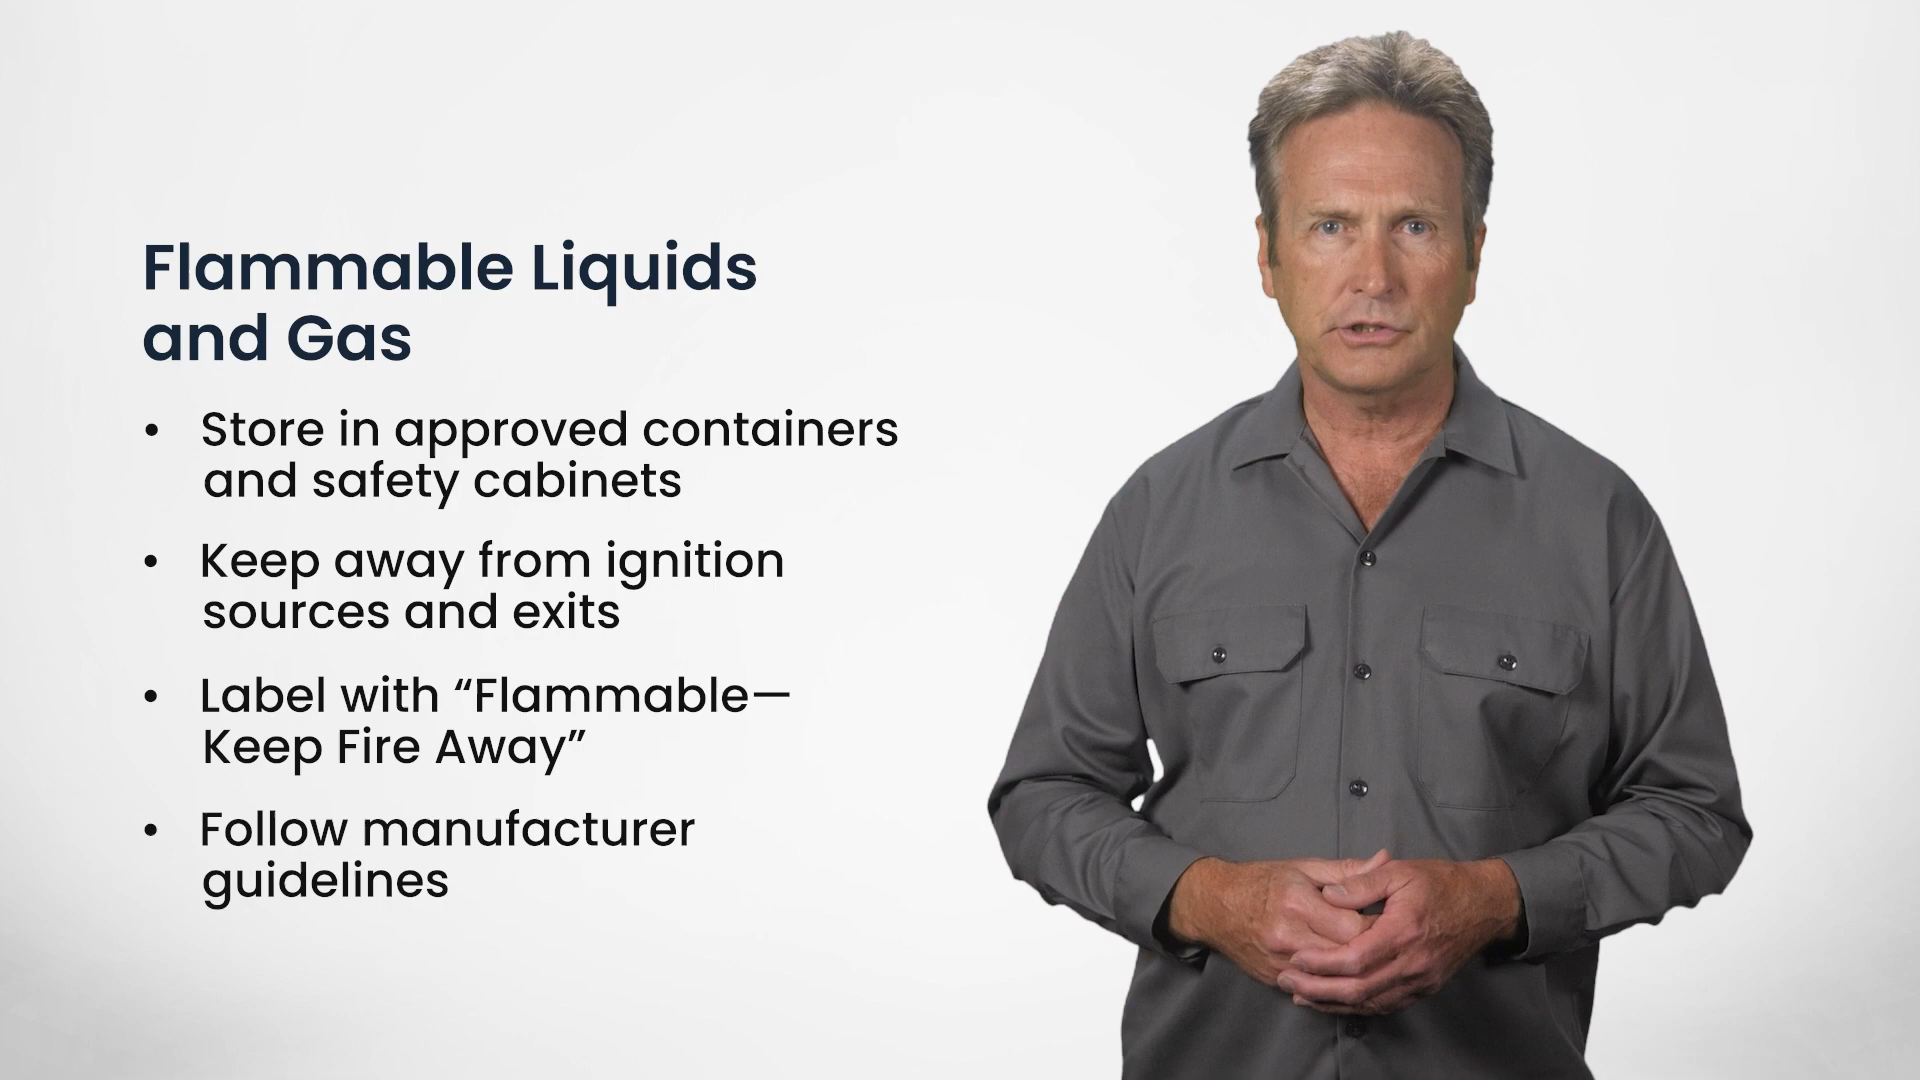 Flammable Liquids
and Gas
• Store in approved containers
and safety cabinets
• Keep away from ignition
sources and exits
• Label with “Flammable—
Keep Fire Away”
• Follow manufacturer
guidelines